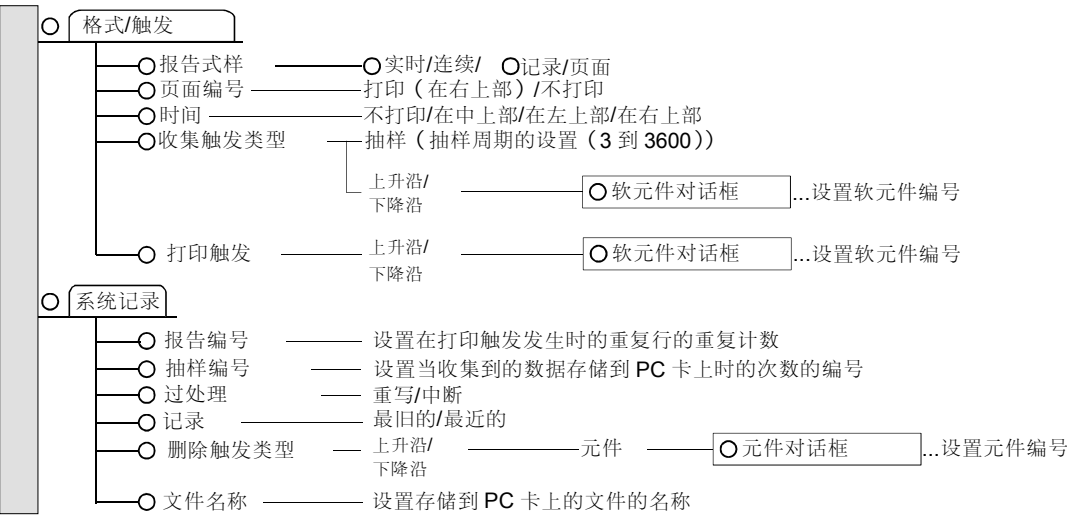 格式/触发
报告式样 实时/连续/ 记录/页面
页面编号 打印（在右上部）/不打印
时间 不打印/在中上部/在左上部/在右上部
收集触发类型 抽样（抽样周期的设置（3 到 3600））
上升沿/
下降沿 软元件对话框 ...设置软元件编号
打印触发 上升沿/
下降沿 软元件对话框 ...设置软元件编号
系统记录
报告编号 设置在打印触发发生时的重复行的重复计数
抽样编号 设置当收集到的数据存储到 PC 卡上时的次数的编号
过处理 重写/中断
记录 最旧的/最近的
删除触发类型 上升沿/
下降沿 元件 元件对话框 ...设置元件编号
文件名称 设置存储到 PC 卡上的文件的名称